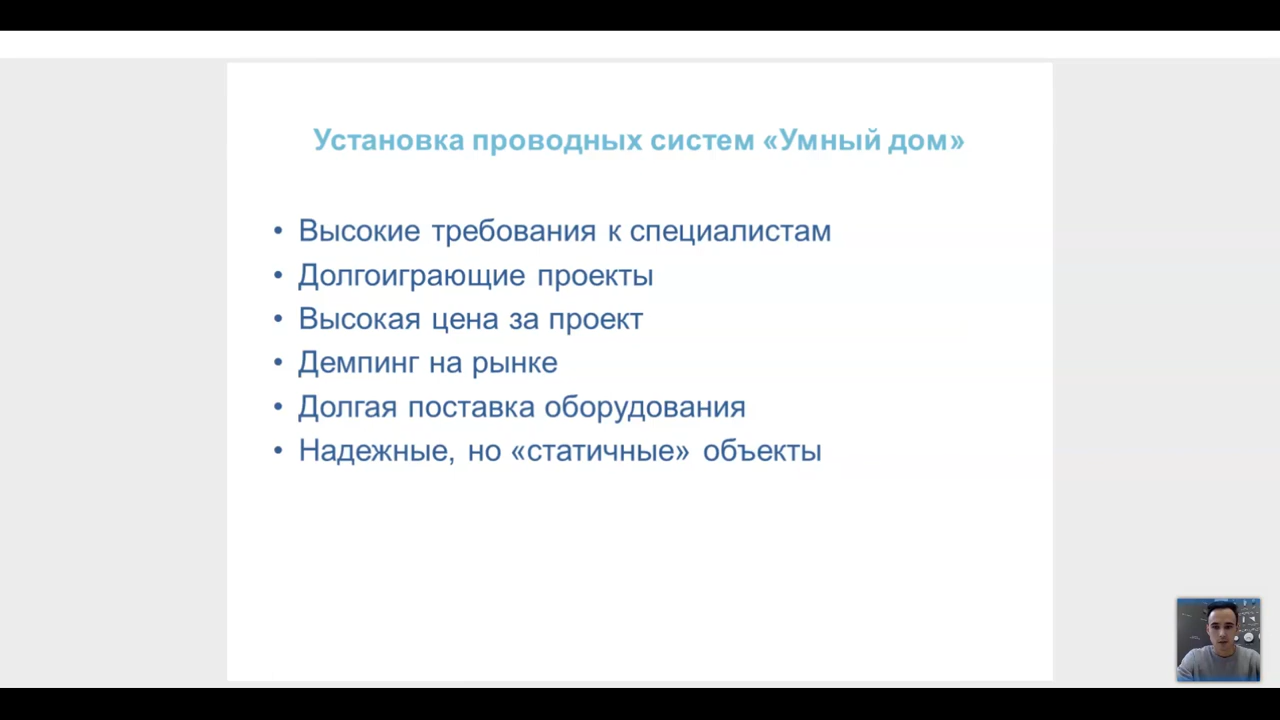 Установка проводных систем «Умный дом»
• Высокие требования к специалистам
• Долгоиграющие проекты
• Высокая цена за проект
• Демпинг на рынке
• Долгая поставка оборудования
• Надежные, но «статичные» объекты